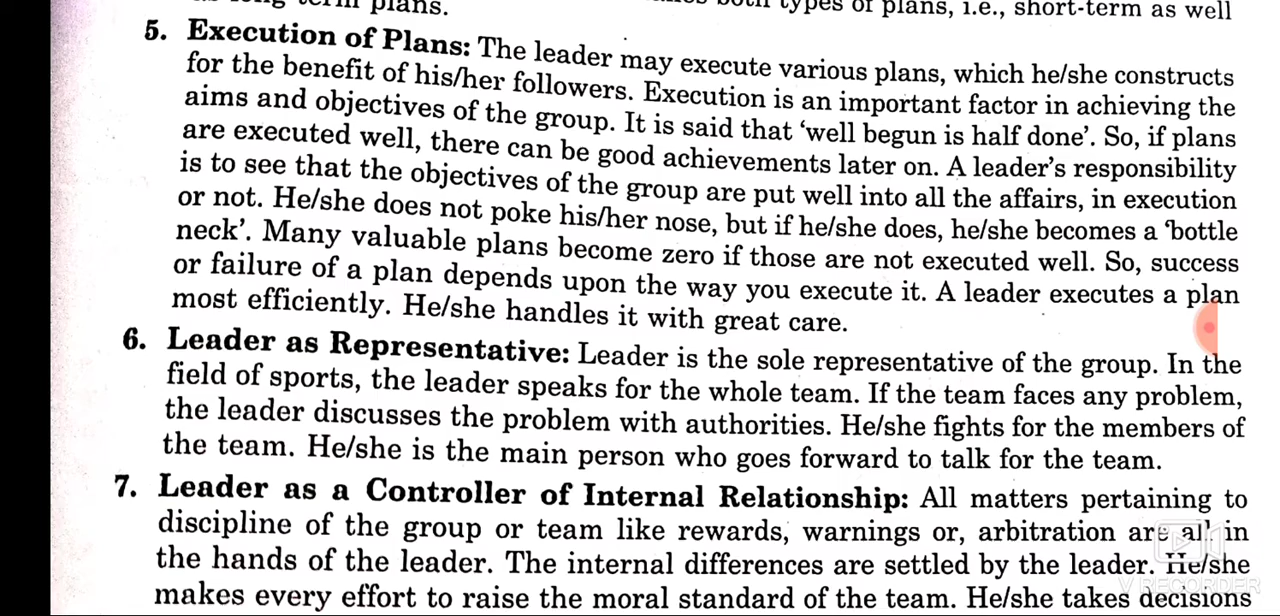 types of plans, i.e., short-term as well
plans.
5. Execution of Plans: The leader may execute various plans, which he/she constructs
for the benefit of his/her followers. Execution is an important factor in achieving the
aims and objectives of the group. It is said that ‘well begun is half done’. So, if plans
are executed well, there can be good achievements later on. A leader’s responsibility
is to see that the objectives of the group are put well into all the affairs, in execution
or not. He/she does not poke his/her nose, but if he/she does, he/she becomes a ‘bottle
neck’. Many valuable plans become zero if those are not executed well. So, success
or failure of a plan depends upon the way you execute it. A leader executes a plan
most efficiently. He/she handles it with great care.
6. Leader as Representative: Leader is the sole representative of the group. In the
field of sports, the leader speaks for the whole team. If the team faces any problem,
the leader discusses the problem with authorities. He/she fights for the members of
the team. He/she is the main person who goes forward to talk for the team.
7. Leader as a Controller of Internal Relationship: All matters pertaining to
discipline of the group or team like rewards, warnings or, arbitration are all in
the hands of the leader. The internal differences are settled by the leader. He/she
makes every effort to raise the moral standard of the team. He/she takes decisions
V RECORDER